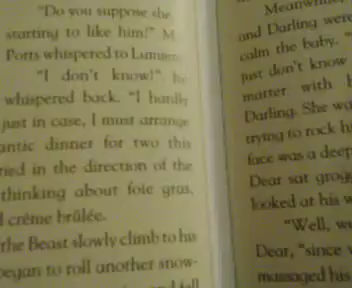 "Do you suppose she
starting to like him?" M
Potts whispered to Lumier
"I don't know!" he
whispered back. "I hardly
just in case, I must arrange
antic dinner for two this
ried in the direction of the
thinking about foie gras,
crème brûlée.
the Beast slowly climb to his
began to roll another snow-
and fell
Meanwhile
and Darling were
calm the baby. "
just don't know
matter with
Darling. She wa
trying to rock h
face was a deep
Dear sat grog
looked at his w
"Well, w
Dear, "since
massaged his